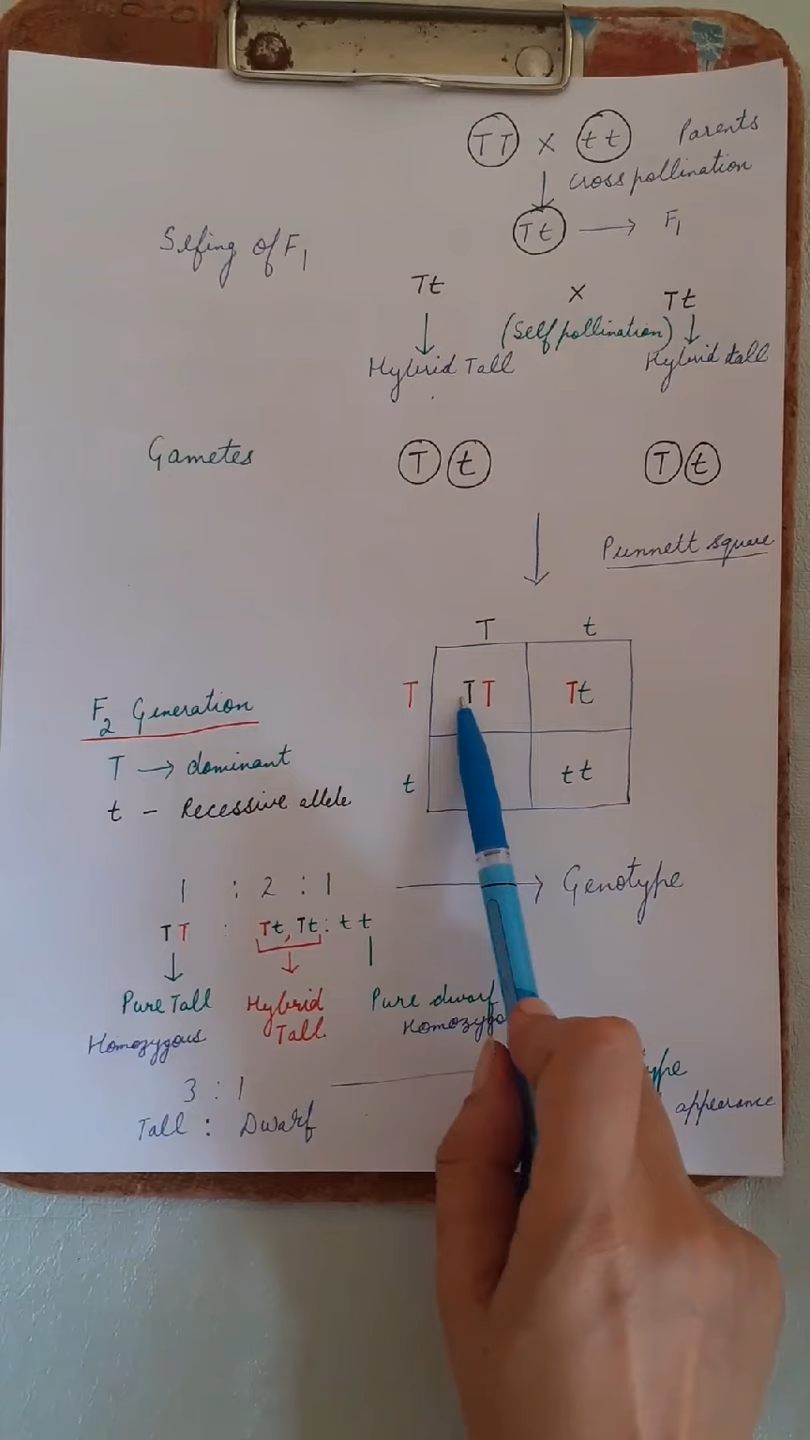 TT × tt Parents
Cross pollination
Tt → F1
Selfing of F1
Tt × Tt
(Self pollination)
Hybrid Tall Hybrid tall
Gametes T t T t
Punnett square
T t
T TT Tt
t tt
F2 Generation
T → dominant
t - Recessive allele
1 : 2 : 1 → Genotype
TT : Tt, Tt : tt
Pure Tall Hybrid Tall Pure dwarf
Homozygous
3 : 1
appearance
Tall : Dwarf